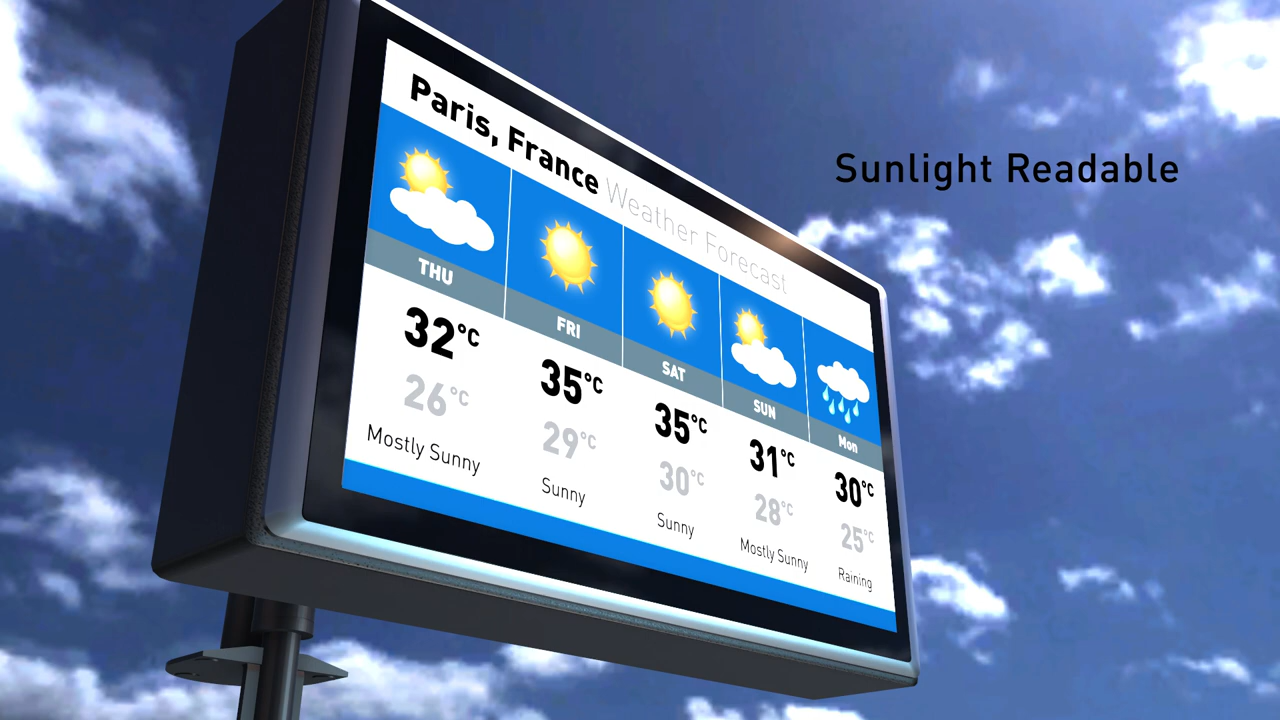 Paris, France Weather Forecast
Sunlight Readable
THU
32°C
26°C
Mostly Sunny
FRI
35°C
29°C
Sunny
SAT
35°C
30°C
Sunny
SUN
31°C
28°C
Mostly Sunny
Mon
30°C
25°C
Raining